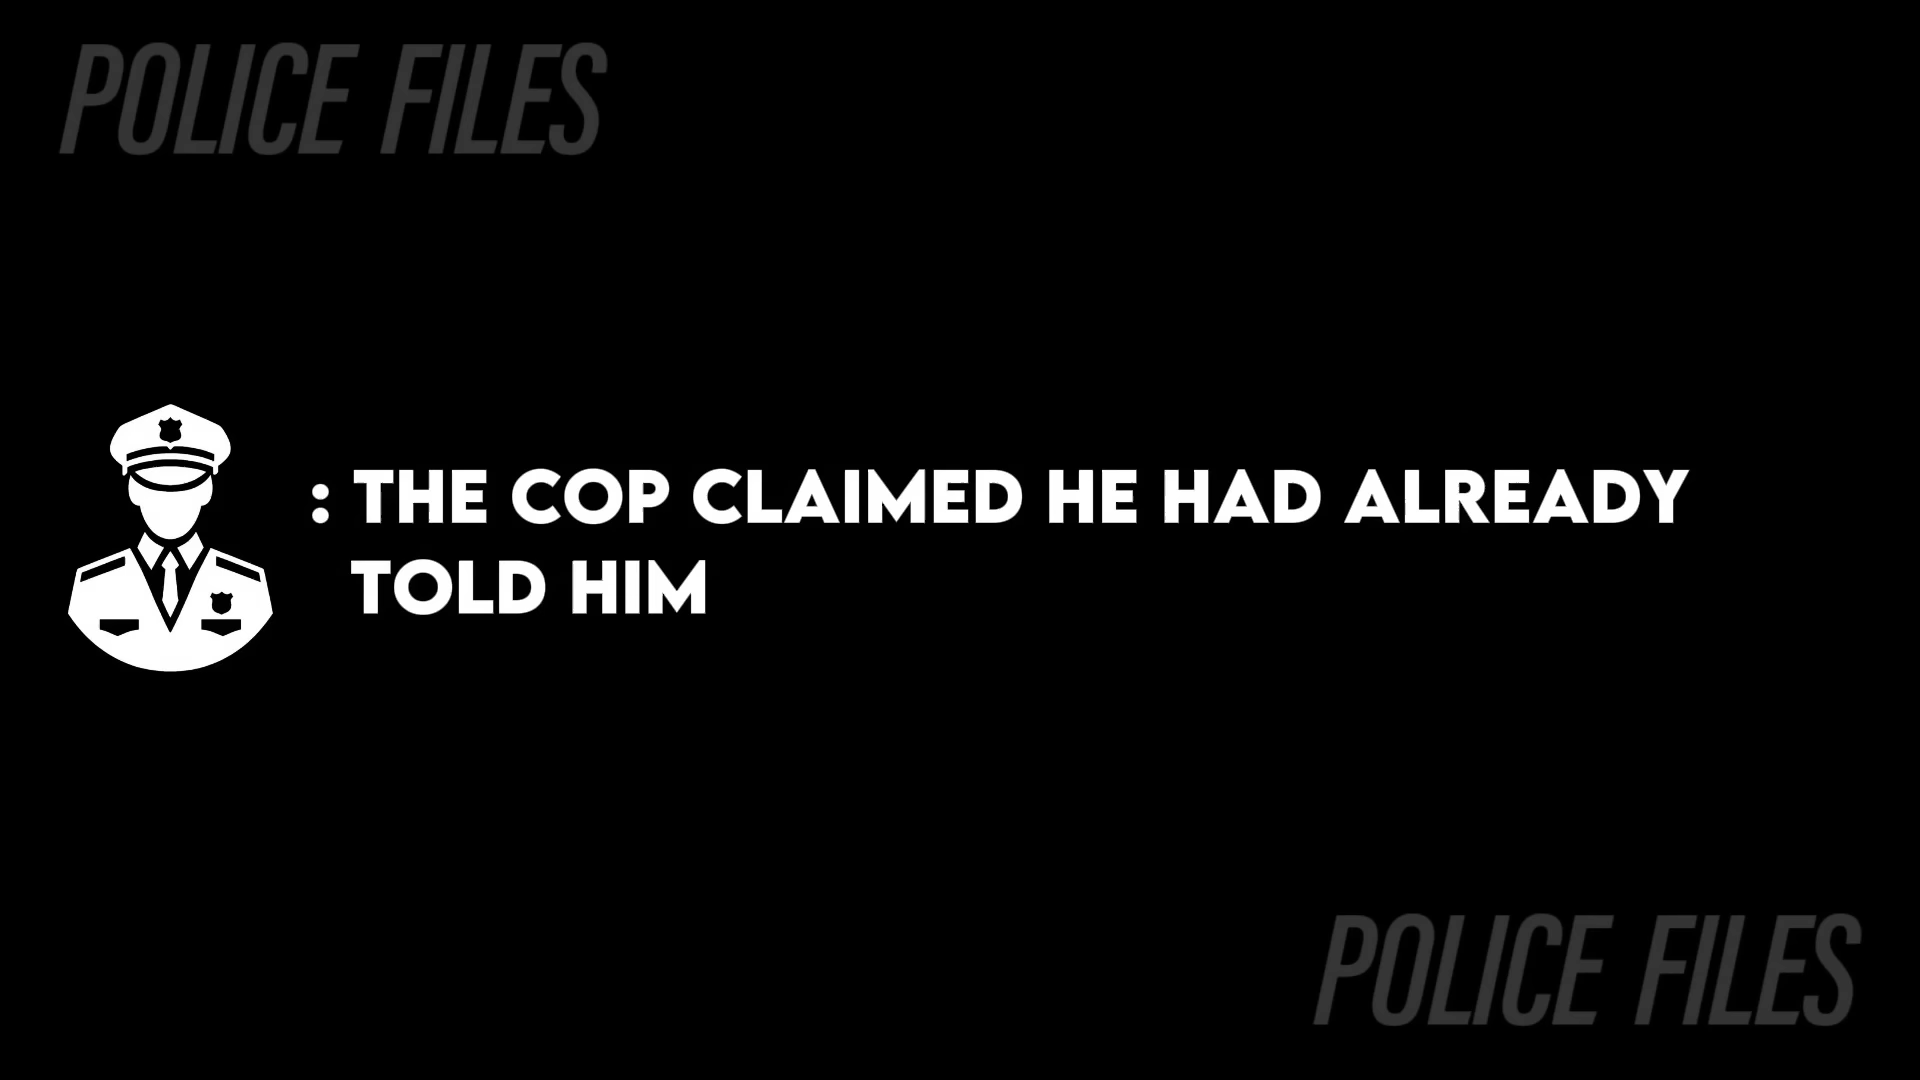 POLICE FILES
: THE COP CLAIMED HE HAD ALREADY
TOLD HIM
POLICE FILES